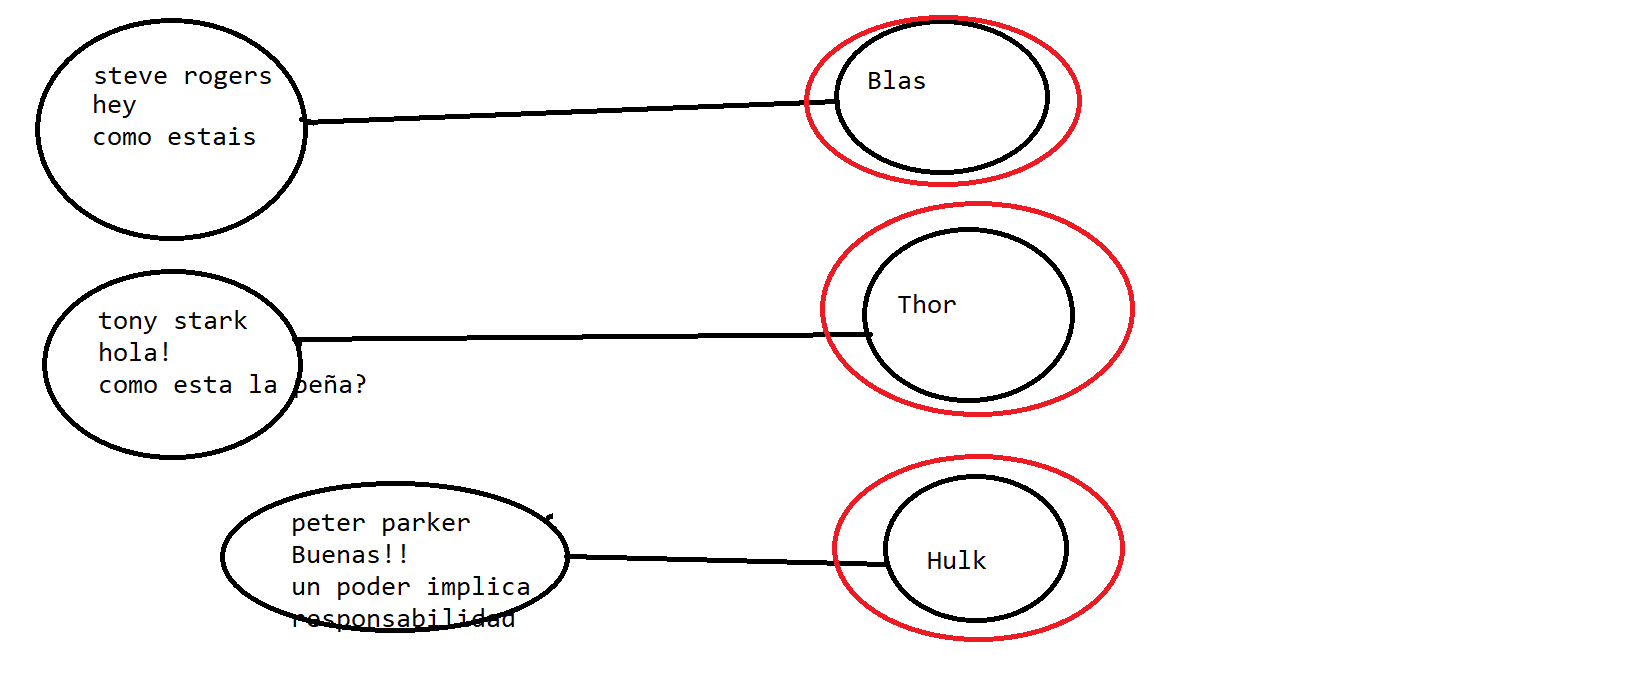 steve rogers
hey
como estais
Blas
tony stark
hola!
como esta la peña?
Thor
peter parker
Buenas!!
un poder implica
responsabilidad
Hulk